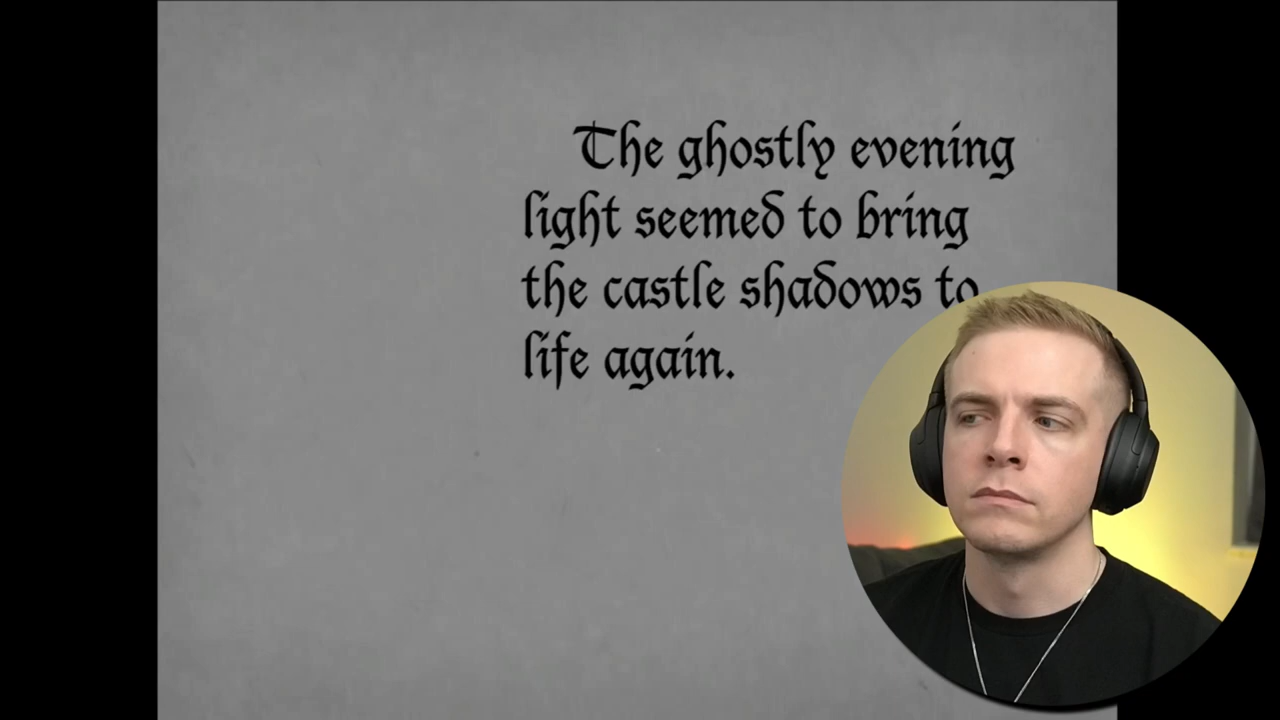 The ghostly evening
light seemed to bring
the castle shadows to
life again.